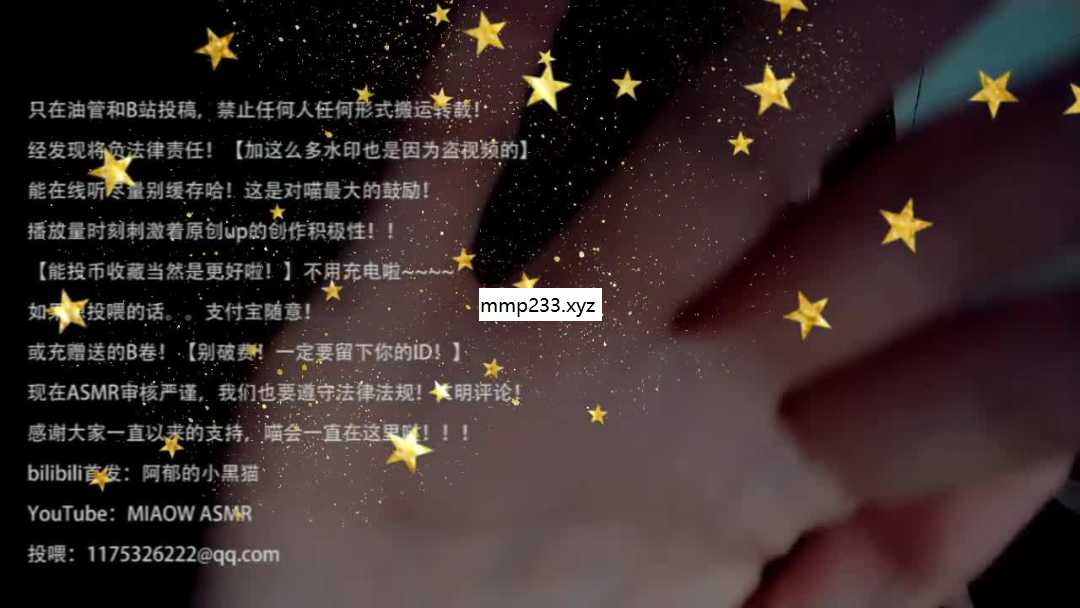 只在油管和B站投稿，禁止任何人任何形式搬运转载！
经发现将负法律责任！【加这么多水印也是因为盗视频的】
能在线听尽量别缓存哈！这是对喵最大的鼓励！
播放量时刻刺激着原创up的创作积极性！！
【能投币收藏当然是更好啦！】不用充电啦~~~~
mmp233.xyz
如 投喂的话。。支付宝随意！
或充赠送的B卷！【别破费！一定要留下你的ID！】
现在ASMR审核严谨，我们也要遵守法律法规！文明评论！
感谢大家一直以来的支持，喵会一直在这里哒！！！
bilibili首发：阿郁的小黑猫
YouTube：MIAOW ASMR
投喂：1175326222@qq.com